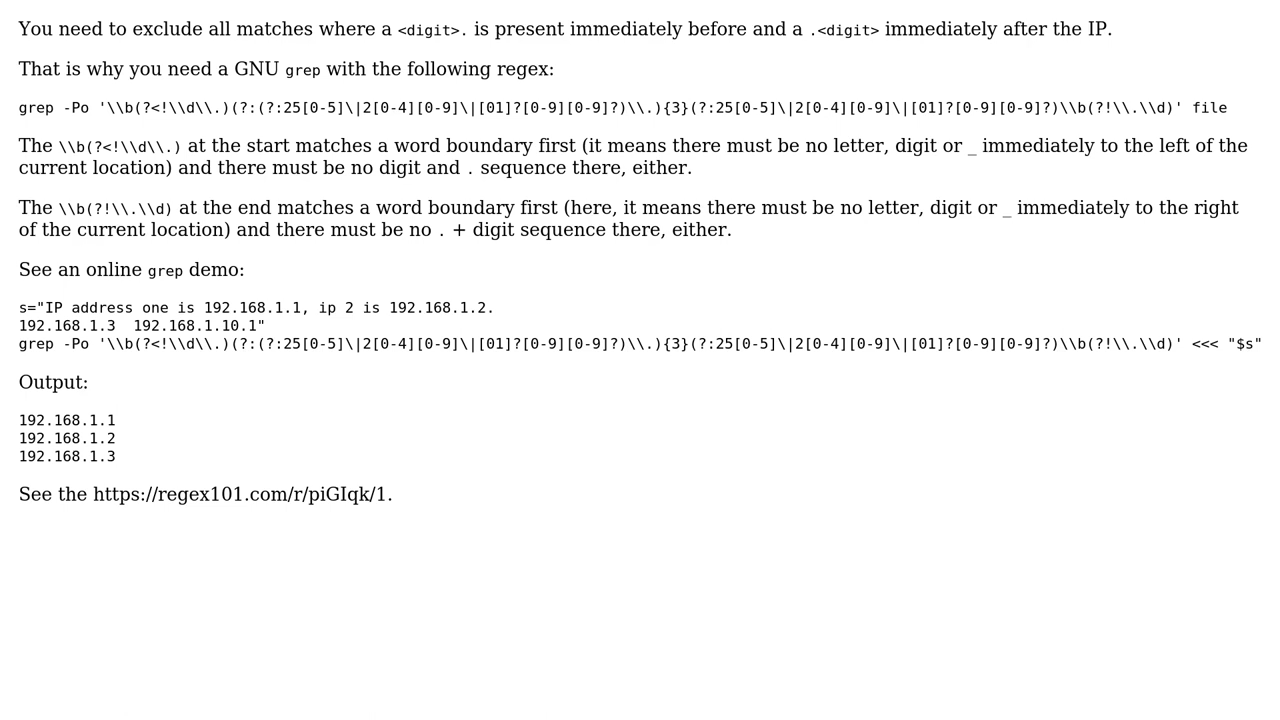 You need to exclude all matches where a <digit>. is present immediately before and a .<digit> immediately after the IP.
That is why you need a GNU grep with the following regex:
grep -Po '\\b(?<!\\d\\.)(?:(?:25[0-5]\|2[0-4][0-9]\|[01]?[0-9][0-9]?)\\.){3}(?:25[0-5]\|2[0-4][0-9]\|[01]?[0-9][0-9]?)\\b(?!\\.\\d)' file
The \\b(?<!\\d\\.) at the start matches a word boundary first (it means there must be no letter, digit or _ immediately to the left of the
current location) and there must be no digit and . sequence there, either.
The \\b(?!\\.\\d) at the end matches a word boundary first (here, it means there must be no letter, digit or _ immediately to the right
of the current location) and there must be no . + digit sequence there, either.
See an online grep demo:
s="IP address one is 192.168.1.1, ip 2 is 192.168.1.2.
192.168.1.3  192.168.1.10.1"
grep -Po '\\b(?<!\\d\\.)(?:(?:25[0-5]\|2[0-4][0-9]\|[01]?[0-9][0-9]?)\\.){3}(?:25[0-5]\|2[0-4][0-9]\|[01]?[0-9][0-9]?)\\b(?!\\.\\d)' <<< "$s"
Output:
192.168.1.1
192.168.1.2
192.168.1.3
See the https://regex101.com/r/piGIqk/1.